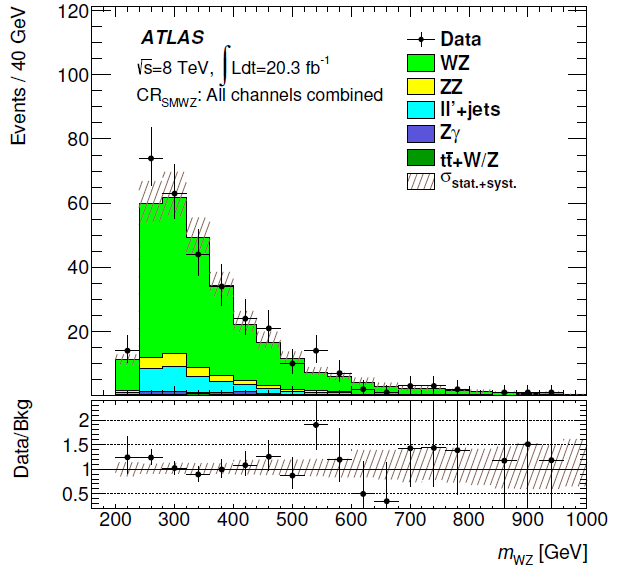 Events / 40 GeV
120
100
80
60
40
20
ATLAS
√s=8 TeV, ∫Ldt=20.3 fb⁻¹
CR_SMWZ: All channels combined
Data
WZ
ZZ
ll'+jets
Zγ
tt̄+W/Z
σ_stat.+syst.
Data/Bkg
2
1.5
1
0.5
200 300 400 500 600 700 800 900 1000
m_WZ [GeV]